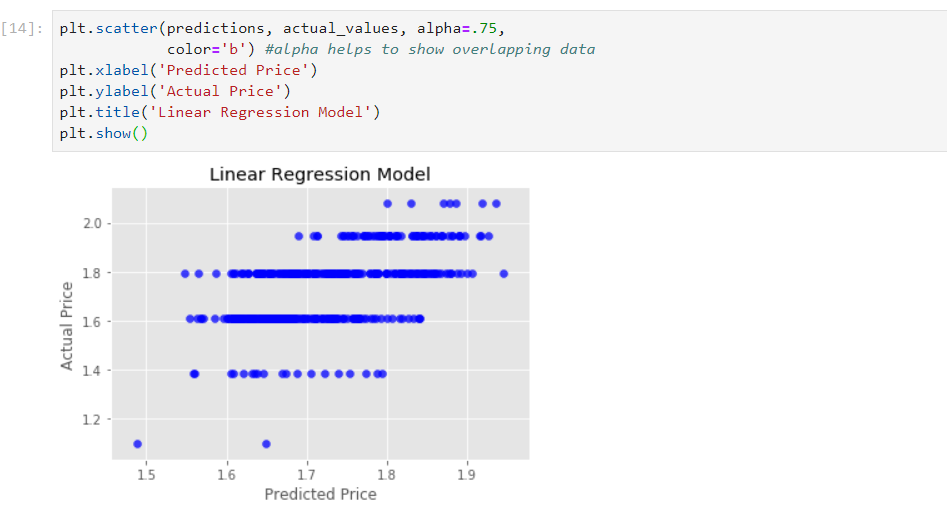 [14]: plt.scatter(predictions, actual_values, alpha=.75,
color='b') #alpha helps to show overlapping data
plt.xlabel('Predicted Price')
plt.ylabel('Actual Price')
plt.title('Linear Regression Model')
plt.show()
Linear Regression Model
2.0
1.8
1.6
1.4
1.2
Actual Price
1.5 1.6 1.7 1.8 1.9
Predicted Price